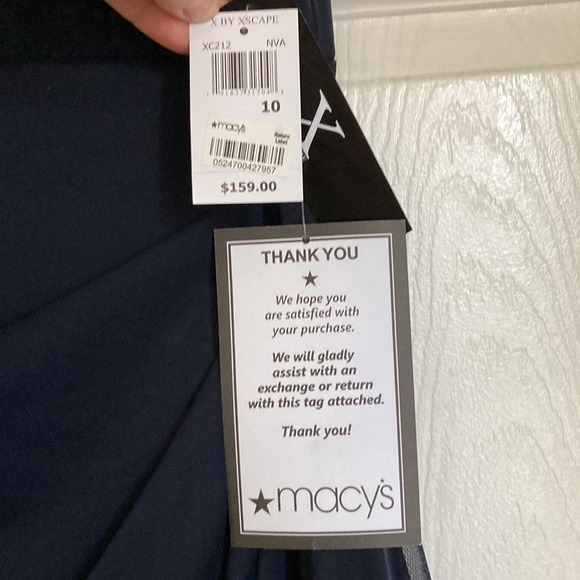 X BY XSCAPE
XC212 NVA
10
★macy's
Return
Label
0524700427957
$159.00
X
THANK YOU
★
We hope you
are satisfied with
your purchase.
We will gladly
assist with an
exchange or return
with this tag attached.
Thank you!
★macy's